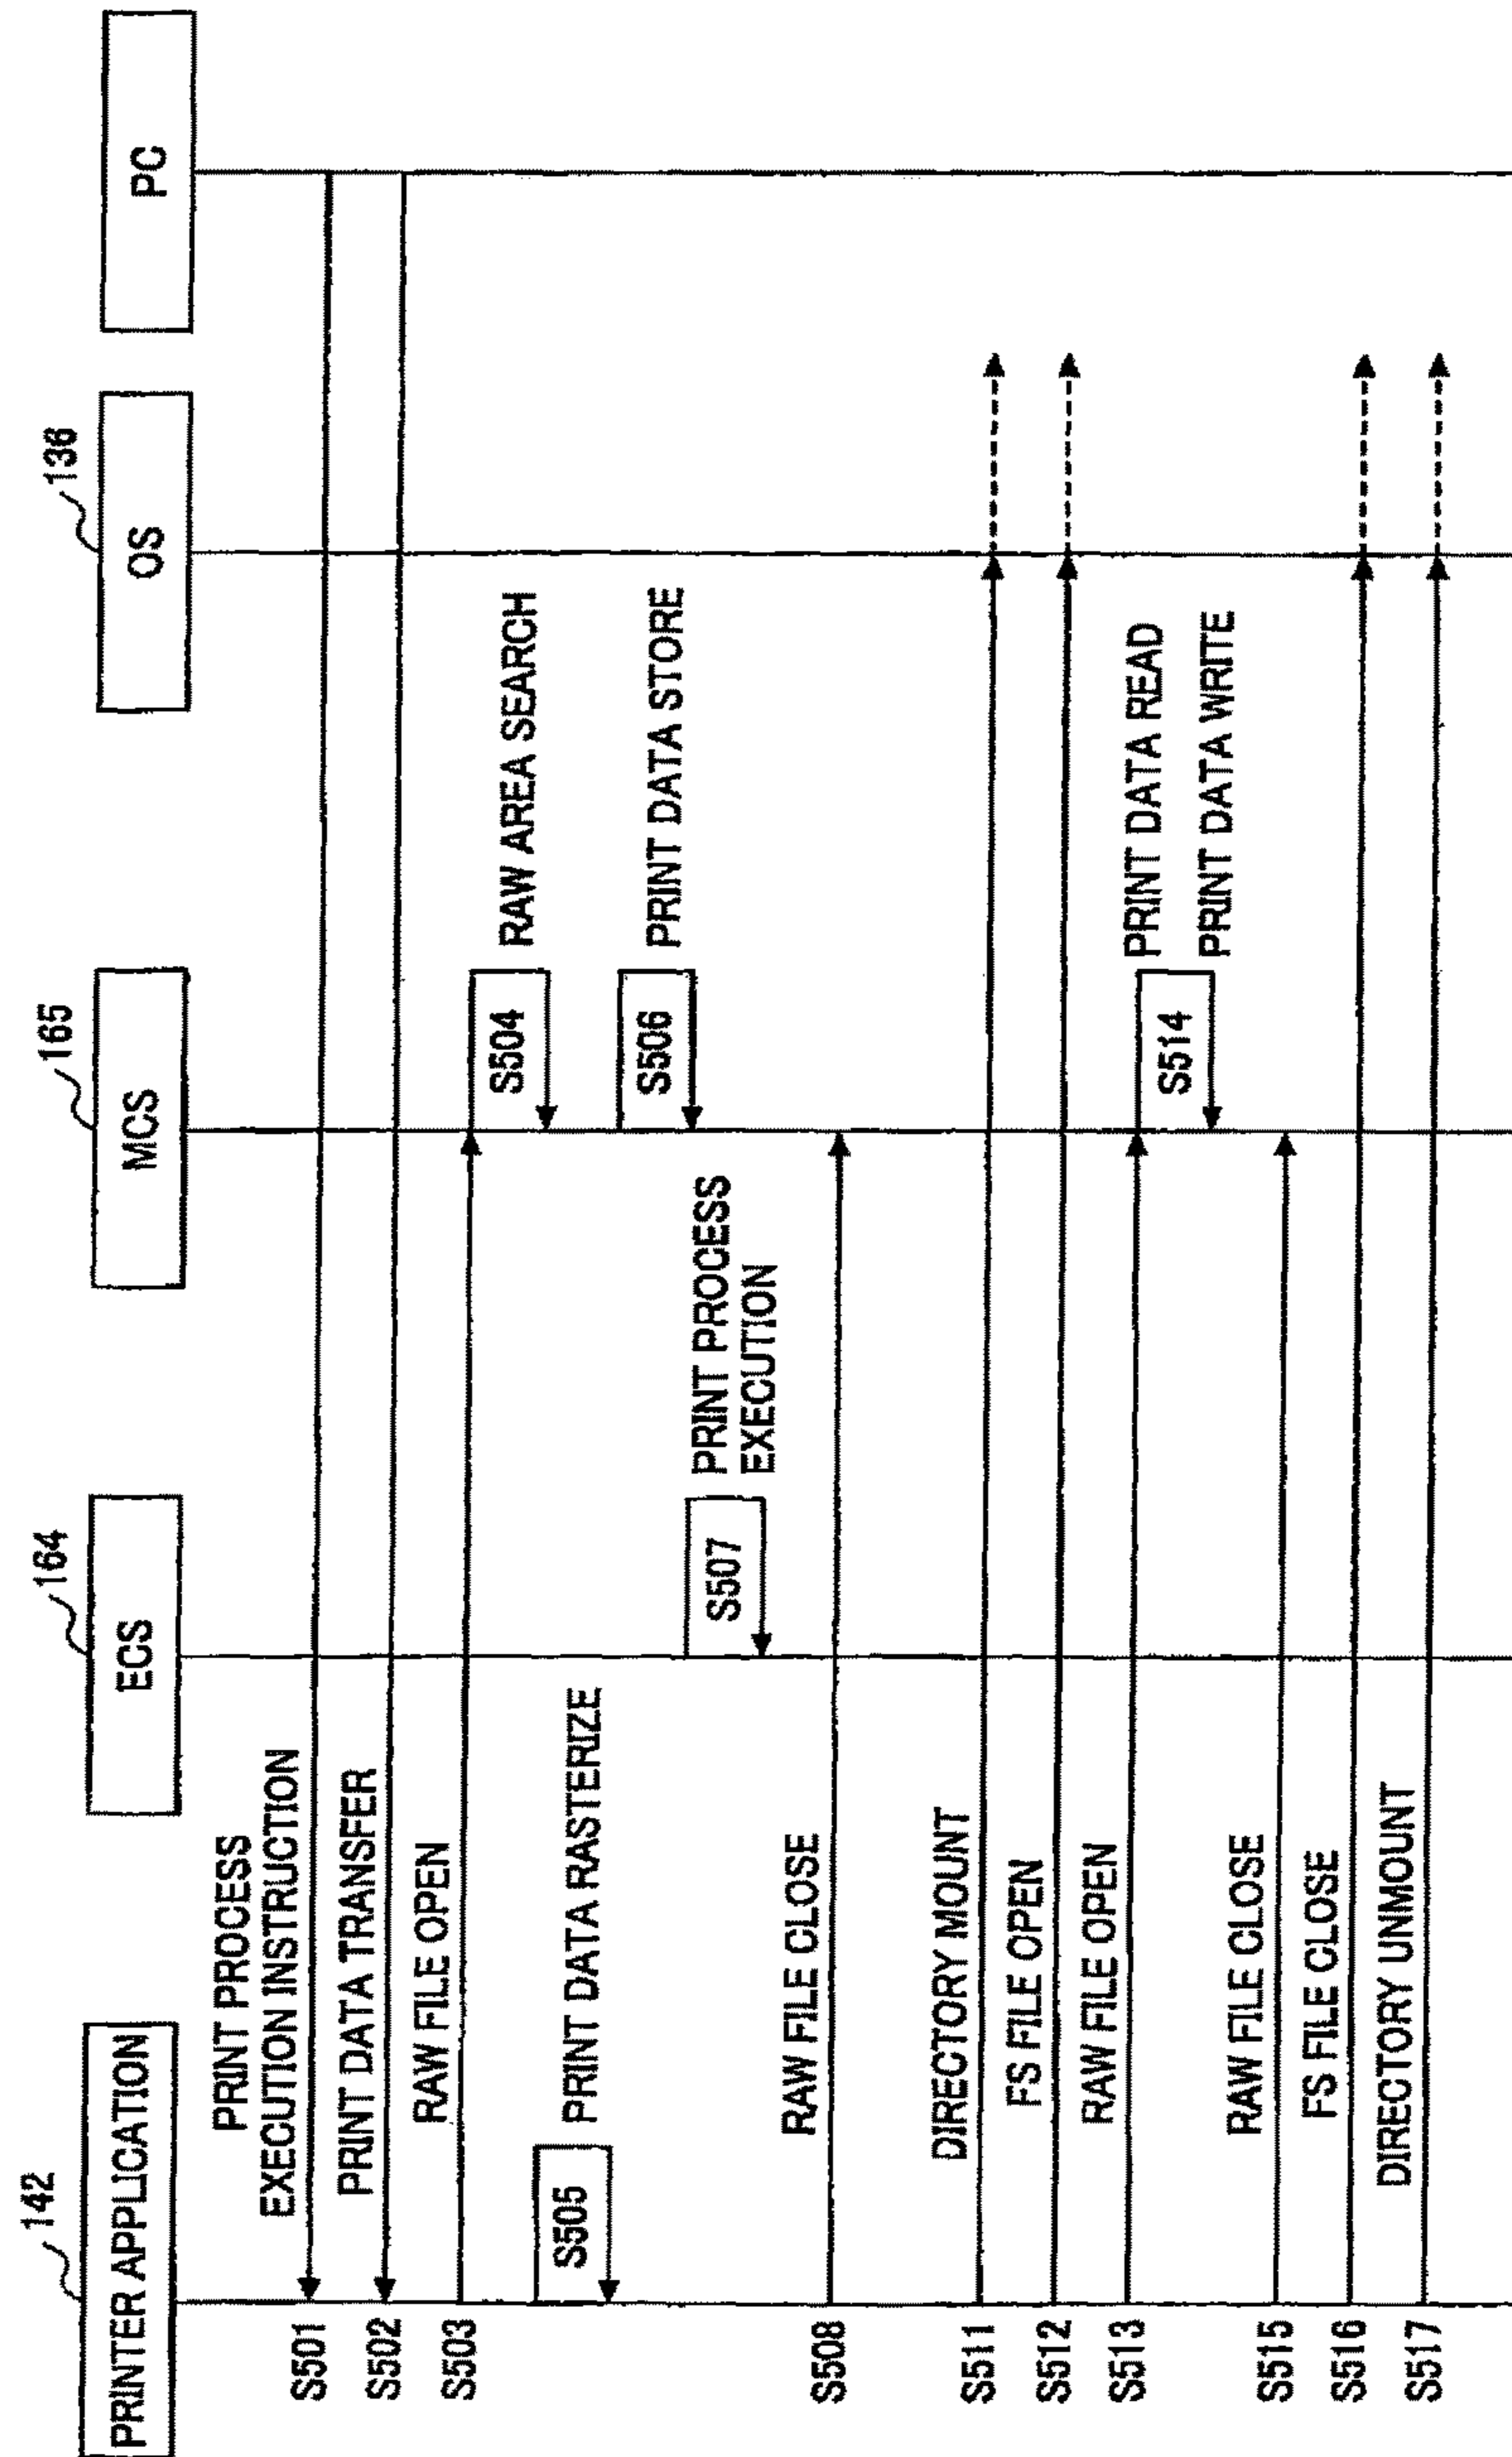 142
PRINTER APPLICATION
164
ECS
165
MCS
136
OS
PC
PRINT PROCESS
EXECUTION INSTRUCTION
S501
PRINT DATA TRANSFER
S502
RAW FILE OPEN
S503
S504
RAW AREA SEARCH
S505
PRINT DATA RASTERIZE
S506
PRINT DATA STORE
S507
PRINT PROCESS
EXECUTION
RAW FILE CLOSE
S508
DIRECTORY MOUNT
S511
FS FILE OPEN
S512
RAW FILE OPEN
S513
S514
PRINT DATA READ
PRINT DATA WRITE
RAW FILE CLOSE
S515
FS FILE CLOSE
S516
DIRECTORY UNMOUNT
S517